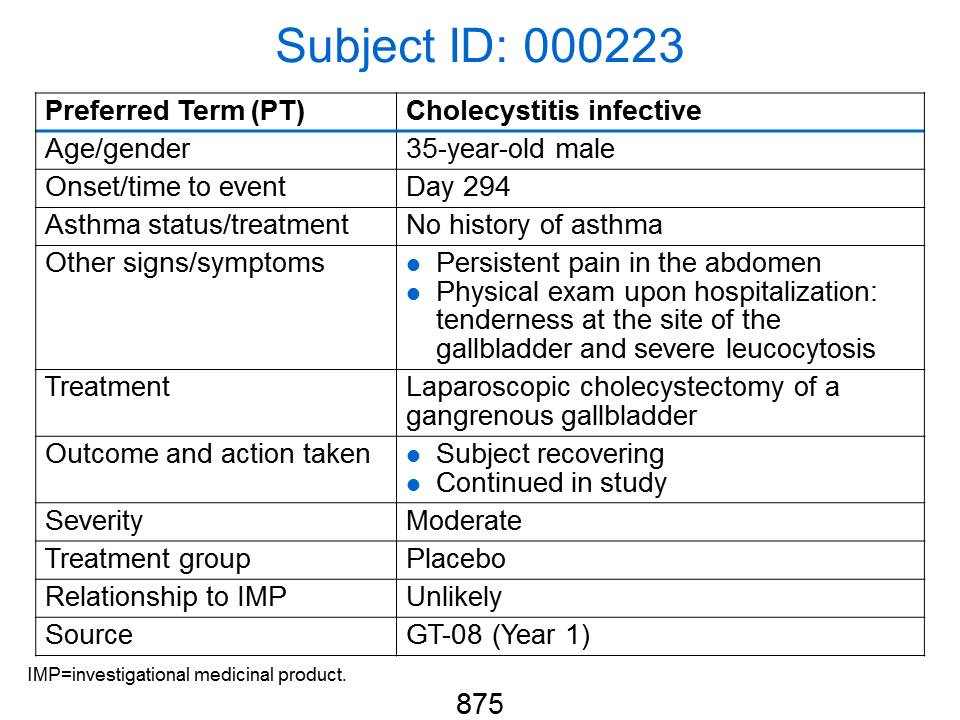 Subject ID: 000223
Preferred Term (PT) Cholecystitis infective
Age/gender 35-year-old male
Onset/time to event Day 294
Asthma status/treatment No history of asthma
Other signs/symptoms ● Persistent pain in the abdomen
● Physical exam upon hospitalization:
tenderness at the site of the
gallbladder and severe leucocytosis
Treatment Laparoscopic cholecystectomy of a
gangrenous gallbladder
Outcome and action taken ● Subject recovering
● Continued in study
Severity Moderate
Treatment group Placebo
Relationship to IMP Unlikely
Source GT-08 (Year 1)
IMP=investigational medicinal product.
875